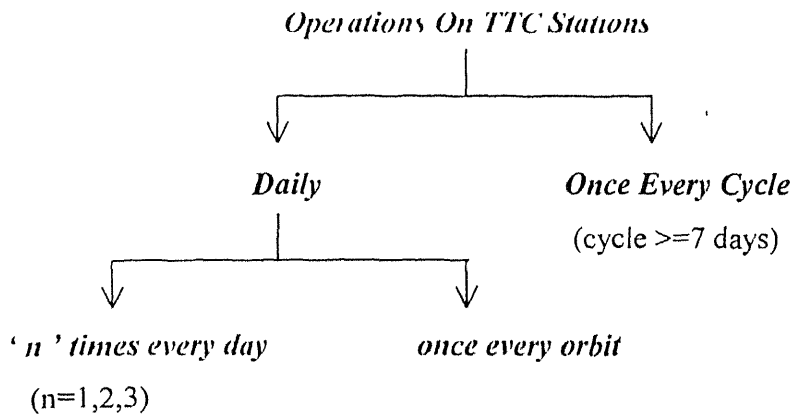 Operations On TTC Stations
Daily
Once Every Cycle
(cycle >=7 days)
‘ n ’ times every day
once every orbit
(n=1,2,3)